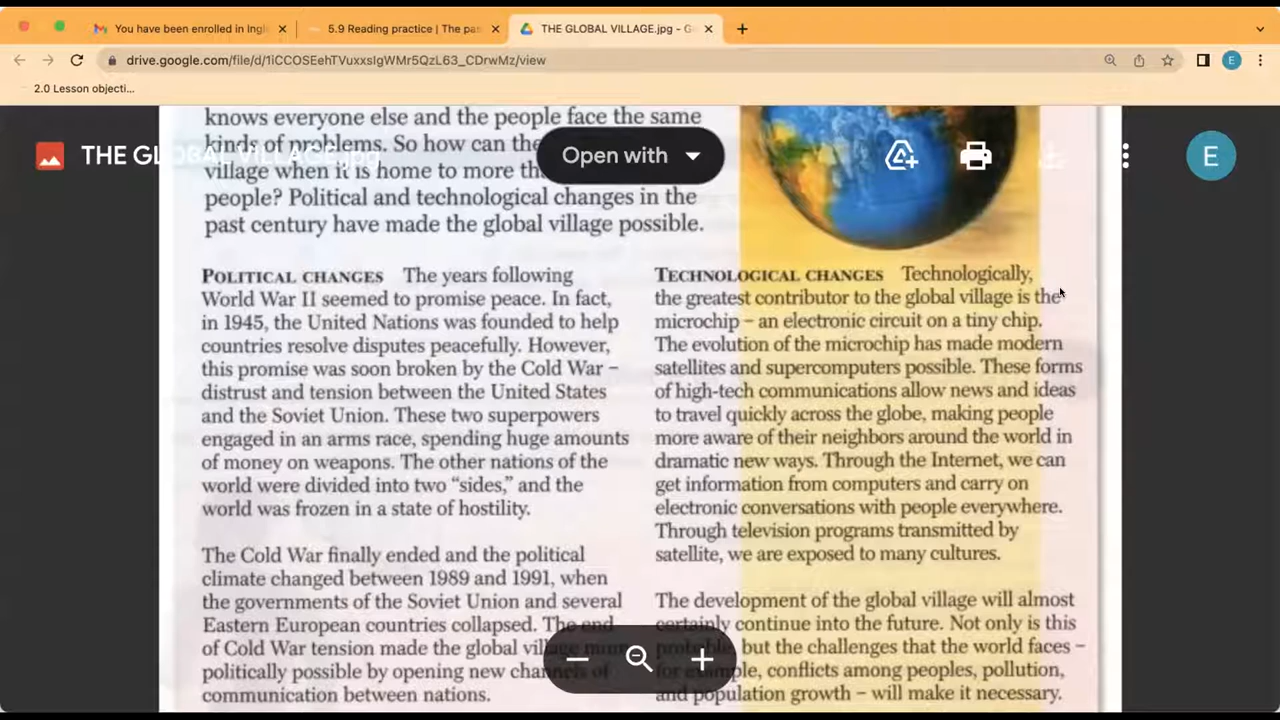 You have been enrolled in Ingl
5.9 Reading practice | The pa
THE GLOBAL VILLAGE.jpg - G
drive.google.com/file/d/1iCCOSEehTVuxxsIgWMr5QzL63_CDrwMz/view
E
2.0 Lesson objecti...
THE GLOBAL VILLAGE.jpg
Open with
E
knows everyone else and the people face the same
kinds of problems. So how can the
village when it is home to more th
people? Political and technological changes in the
past century have made the global village possible.
POLITICAL CHANGES The years following
World War II seemed to promise peace. In fact,
in 1945, the United Nations was founded to help
countries resolve disputes peacefully. However,
this promise was soon broken by the Cold War –
distrust and tension between the United States
and the Soviet Union. These two superpowers
engaged in an arms race, spending huge amounts
of money on weapons. The other nations of the
world were divided into two “sides,” and the
world was frozen in a state of hostility.
The Cold War finally ended and the political
climate changed between 1989 and 1991, when
the governments of the Soviet Union and several
Eastern European countries collapsed. The end
of Cold War tension made the global village more
politically possible by opening new channels of
communication between nations.
TECHNOLOGICAL CHANGES Technologically,
the greatest contributor to the global village is the
microchip – an electronic circuit on a tiny chip.
The evolution of the microchip has made modern
satellites and supercomputers possible. These forms
of high-tech communications allow news and ideas
to travel quickly across the globe, making people
more aware of their neighbors around the world in
dramatic new ways. Through the Internet, we can
get information from computers and carry on
electronic conversations with people everywhere.
Through television programs transmitted by
satellite, we are exposed to many cultures.
The development of the global village will almost
certainly continue into the future. Not only is this
probable, but the challenges that the world faces –
for example, conflicts among peoples, pollution,
and population growth – will make it necessary.